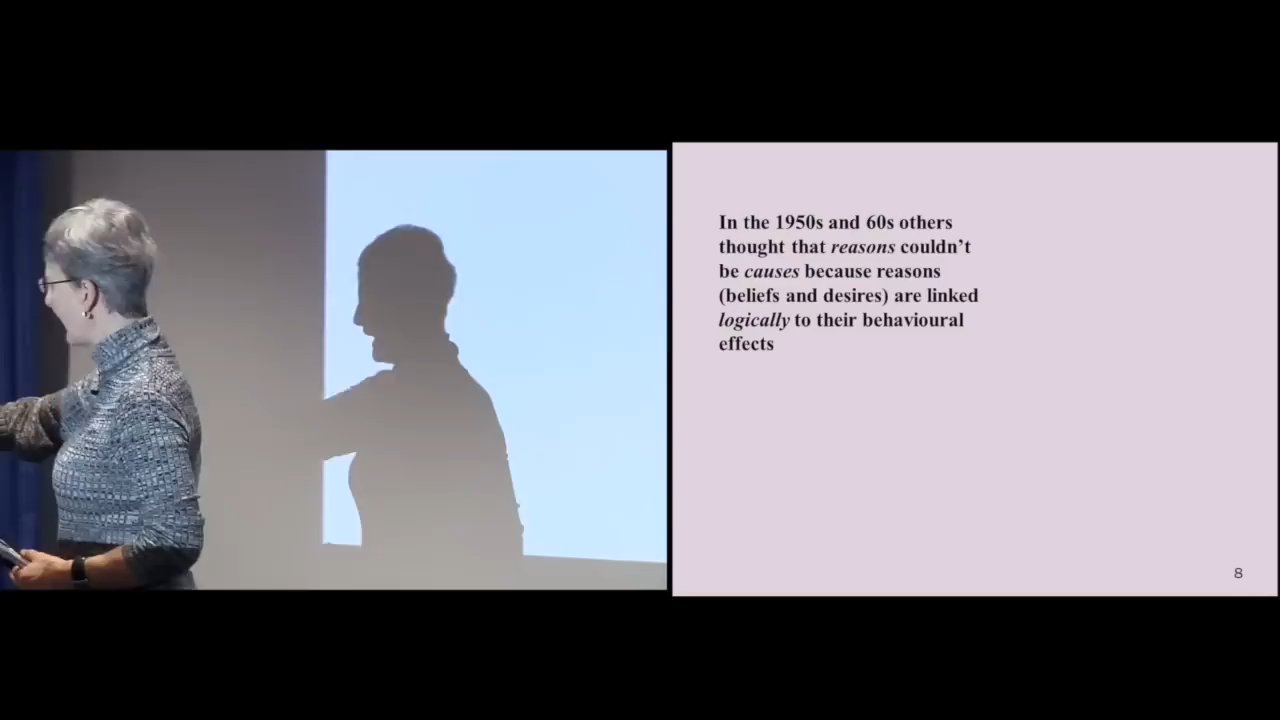 In the 1950s and 60s others
thought that reasons couldn’t
be causes because reasons
(beliefs and desires) are linked
logically to their behavioural
effects
8